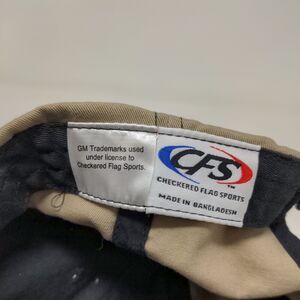 GM Trademarks used
under license to
Checkered Flag Sports.
CFS
TM
CHECKERED FLAG SPORTS
MADE IN BANGLADESH